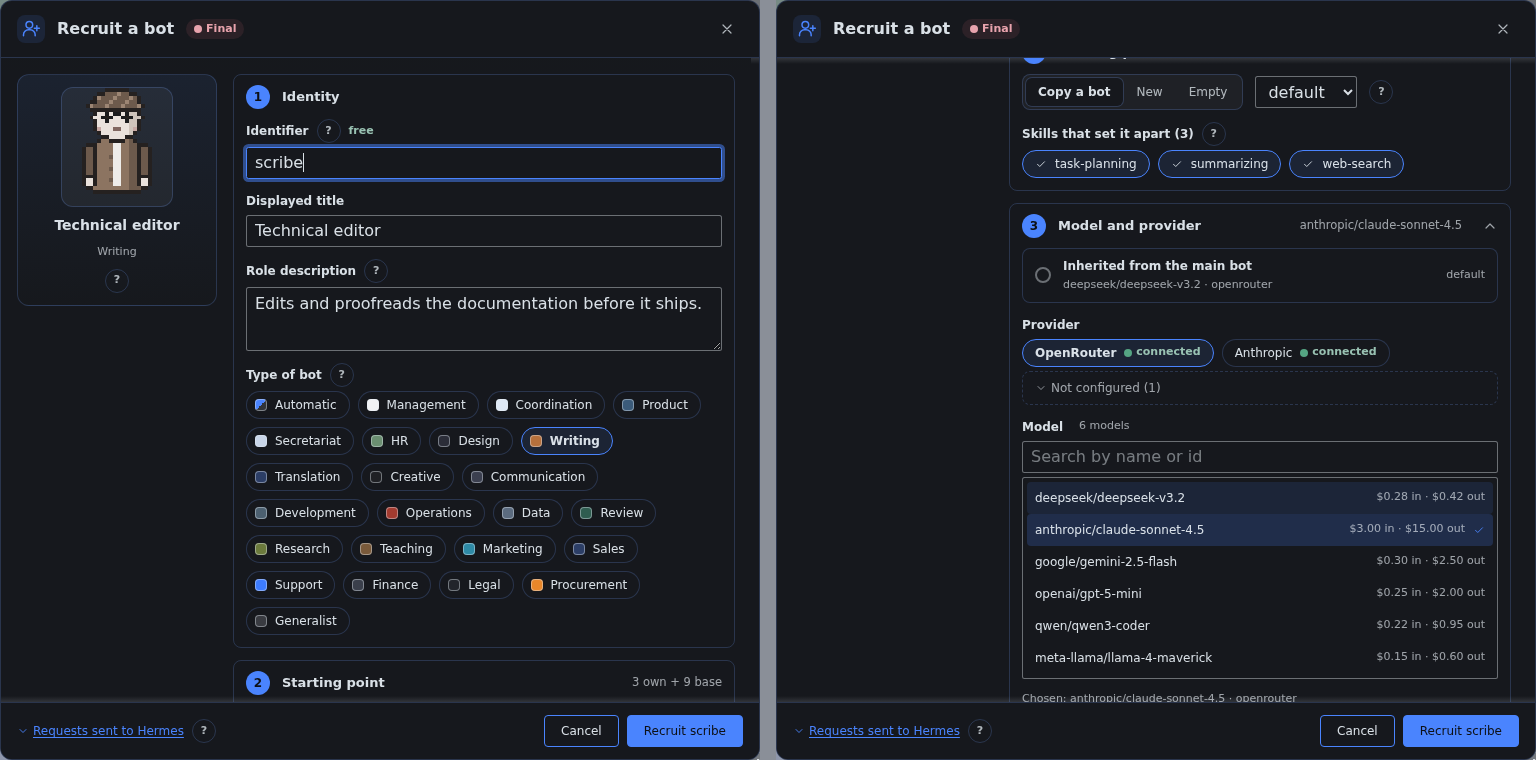 Recruit a bot
Final
Technical editor
Writing
?
1 Identity
Identifier ? free
scribe
Displayed title
Technical editor
Role description ?
Edits and proofreads the documentation before it ships.
Type of bot ?
Automatic Management Coordination Product
Secretariat HR Design Writing
Translation Creative Communication
Development Operations Data Review
Research Teaching Marketing Sales
Support Finance Legal Procurement
Generalist
2 Starting point 3 own + 9 base
Requests sent to Hermes ? Cancel Recruit scribe
Recruit a bot
Final
Copy a bot New Empty default ?
Skills that set it apart (3) ?
task-planning summarizing web-search
3 Model and provider anthropic/claude-sonnet-4.5
Inherited from the main bot
deepseek/deepseek-v3.2 · openrouter
default
Provider
OpenRouter connected Anthropic connected
Not configured (1)
Model 6 models
Search by name or id
deepseek/deepseek-v3.2 $0.28 in · $0.42 out
anthropic/claude-sonnet-4.5 $3.00 in · $15.00 out
google/gemini-2.5-flash $0.30 in · $2.50 out
openai/gpt-5-mini $0.25 in · $2.00 out
qwen/qwen3-coder $0.22 in · $0.95 out
meta-llama/llama-4-maverick $0.15 in · $0.60 out
Chosen: anthropic/claude-sonnet-4.5 · openrouter
Requests sent to Hermes ? Cancel Recruit scribe